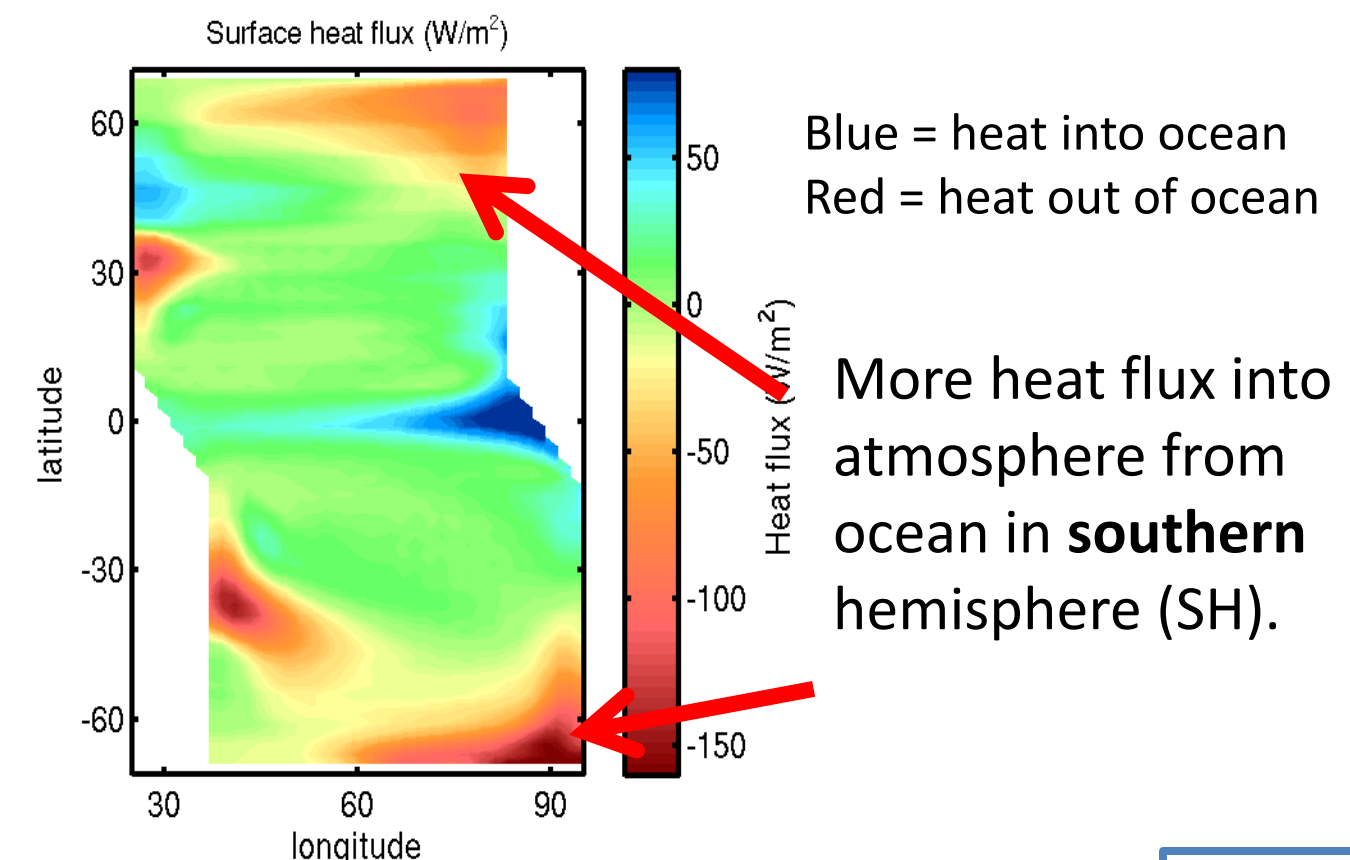 Surface heat flux (W/m²)
60
30
0
-30
-60
latitude
30
60
90
longitude
50
0
-50
-100
-150
Heat flux (W/m²)
Blue = heat into ocean
Red = heat out of ocean
More heat flux into
atmosphere from
ocean in southern
hemisphere (SH).